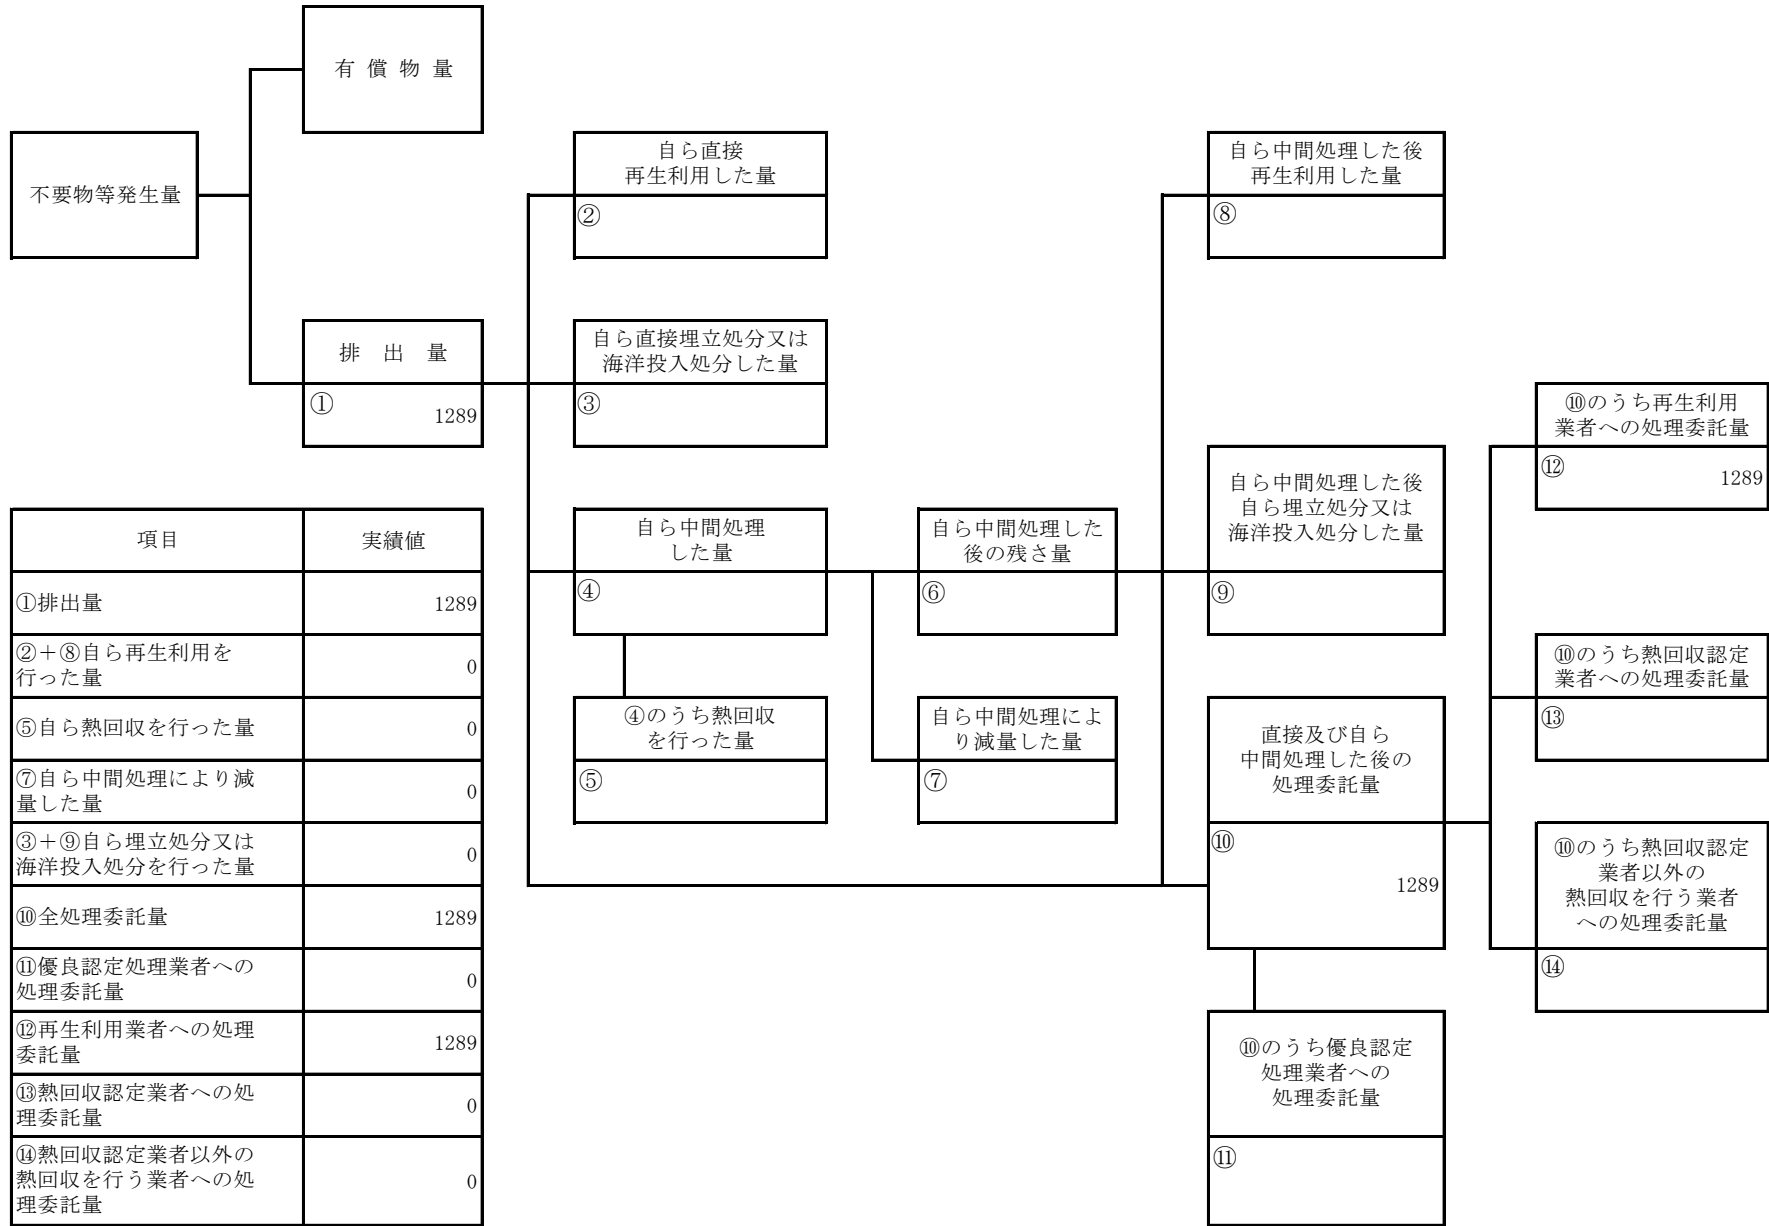 有 償 物 量
不要物等発生量
自ら直接
再生利用した量
②
自ら中間処理した後
再生利用した量
⑧
排 出 量
① 1289
自ら直接埋立処分又は
海洋投入処分した量
③
⑩のうち再生利用
業者への処理委託量
⑫ 1289
自ら中間処理した後
自ら埋立処分又は
海洋投入処分した量
⑨
自ら中間処理
した量
④
自ら中間処理した
後の残さ量
⑥
⑩のうち熱回収認定
業者への処理委託量
⑬
④のうち熱回収
を行った量
⑤
自ら中間処理によ
り減量した量
⑦
直接及び自ら
中間処理した後の
処理委託量
⑩
1289
⑩のうち熱回収認定
業者以外の
熱回収を行う業者
への処理委託量
⑭
⑩のうち優良認定
処理業者への
処理委託量
⑪
項目 実績値
①排出量 1289
②+⑧自ら再生利用を
行った量 0
⑤自ら熱回収を行った量 0
⑦自ら中間処理により減
量した量 0
③+⑨自ら埋立処分又は
海洋投入処分を行った量 0
⑩全処理委託量 1289
⑪優良認定処理業者への
処理委託量 0
⑫再生利用業者への処理
委託量 1289
⑬熱回収認定業者への処
理委託量 0
⑭熱回収認定業者以外の
熱回収を行う業者への処
理委託量 0